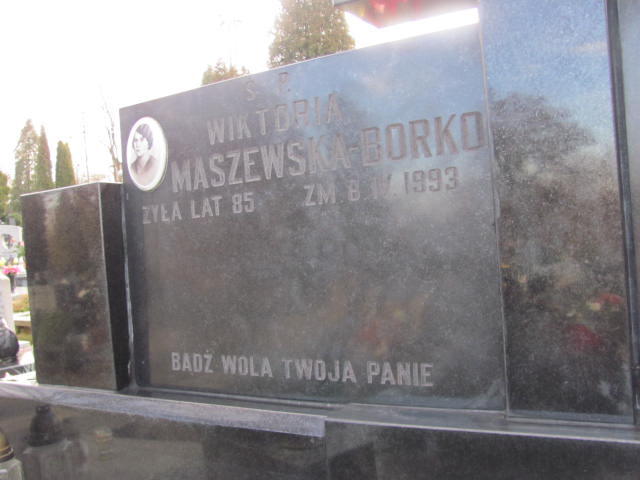 Ś. P.
WIKTORIA
MASZEWSKA-BORKO
ŻYŁA LAT 85 ZM. 8.IV.1993
BĄDŹ WOLA TWOJA PANIE